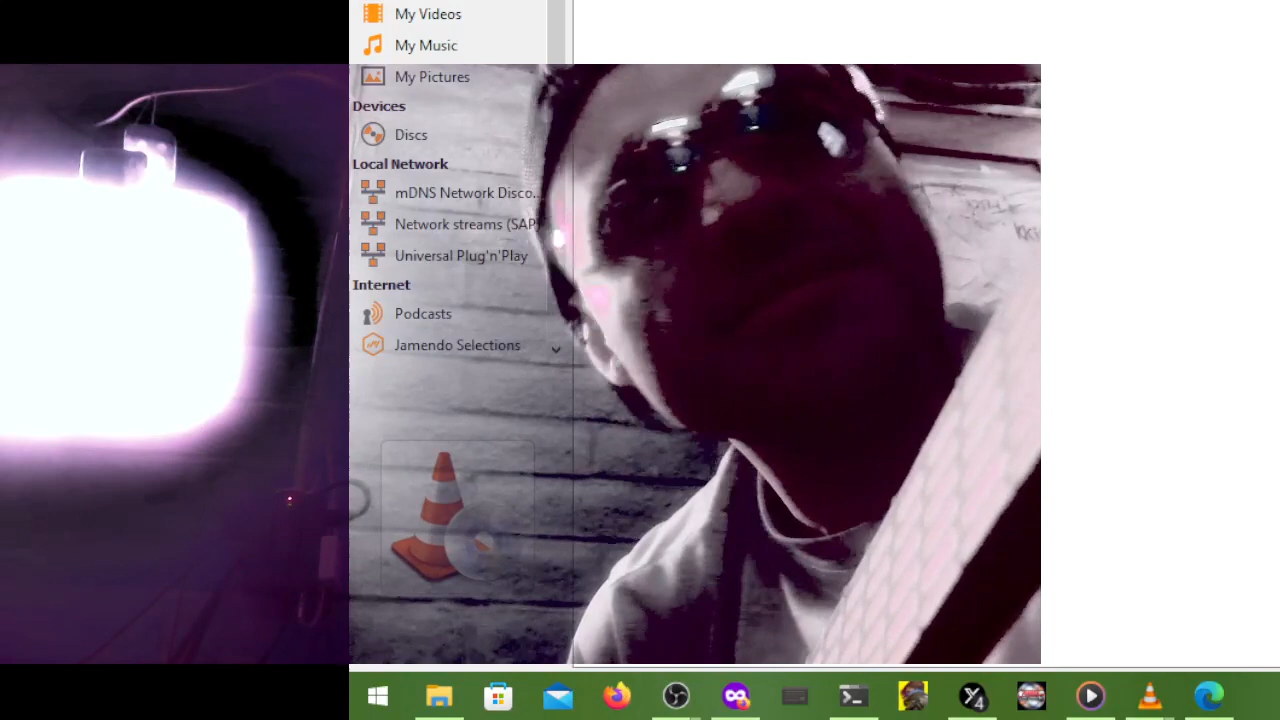 My Videos
My Music
My Pictures
Devices
Discs
Local Network
mDNS Network Disco...
Network streams (SAP)
Universal Plug'n'Play
Internet
Podcasts
Jamendo Selections